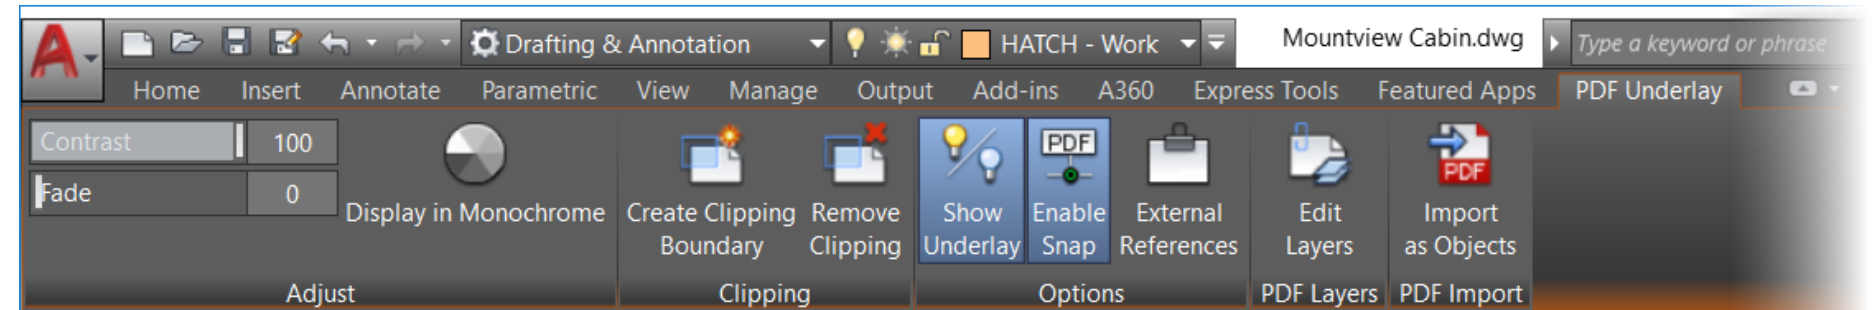 Drafting & Annotation HATCH - Work Mountview Cabin.dwg Type a keyword or phrase
Home Insert Annotate Parametric View Manage Output Add-ins A360 Express Tools Featured Apps PDF Underlay
Contrast 100
Fade 0
Display in Monochrome
Adjust
Create Clipping
Boundary
Remove
Clipping
Clipping
Show
Underlay
PDF
Enable
Snap
External
References
Options
Edit
Layers
PDF Layers
PDF
Import
as Objects
PDF Import